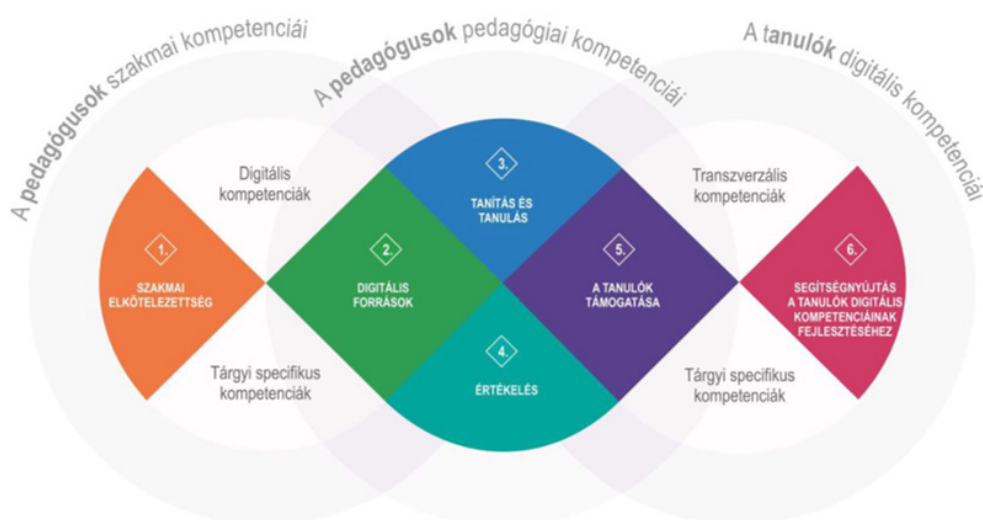 A pedagógusok szakmai kompetenciái
A pedagógusok pedagógiai kompetenciái
A tanulók digitális kompetenciái
Digitális
kompetenciák
Tárgyi specifikus
kompetenciák
Transzverzális
kompetenciák
Tárgyi specifikus
kompetenciák
1.
SZAKMAI
ELKÖTELEZETTSÉG
2.
DIGITÁLIS
FORRÁSOK
3.
TANÍTÁS ÉS
TANULÁS
4.
ÉRTÉKELÉS
5.
A TANULÓK
TÁMOGATÁSA
6.
SEGÍTSÉGNYÚJTÁS
A TANULÓK DIGITÁLIS
KOMPETENCIÁINAK
FEJLESZTÉSÉHEZ